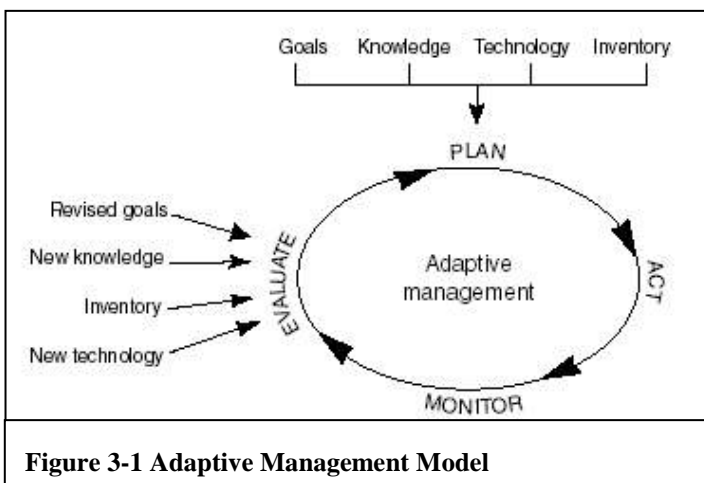 Goals Knowledge Technology Inventory
PLAN
Revised goals
New knowledge
Inventory
New technology
EVALUATE
Adaptive
management
ACT
MONITOR
Figure 3-1 Adaptive Management Model